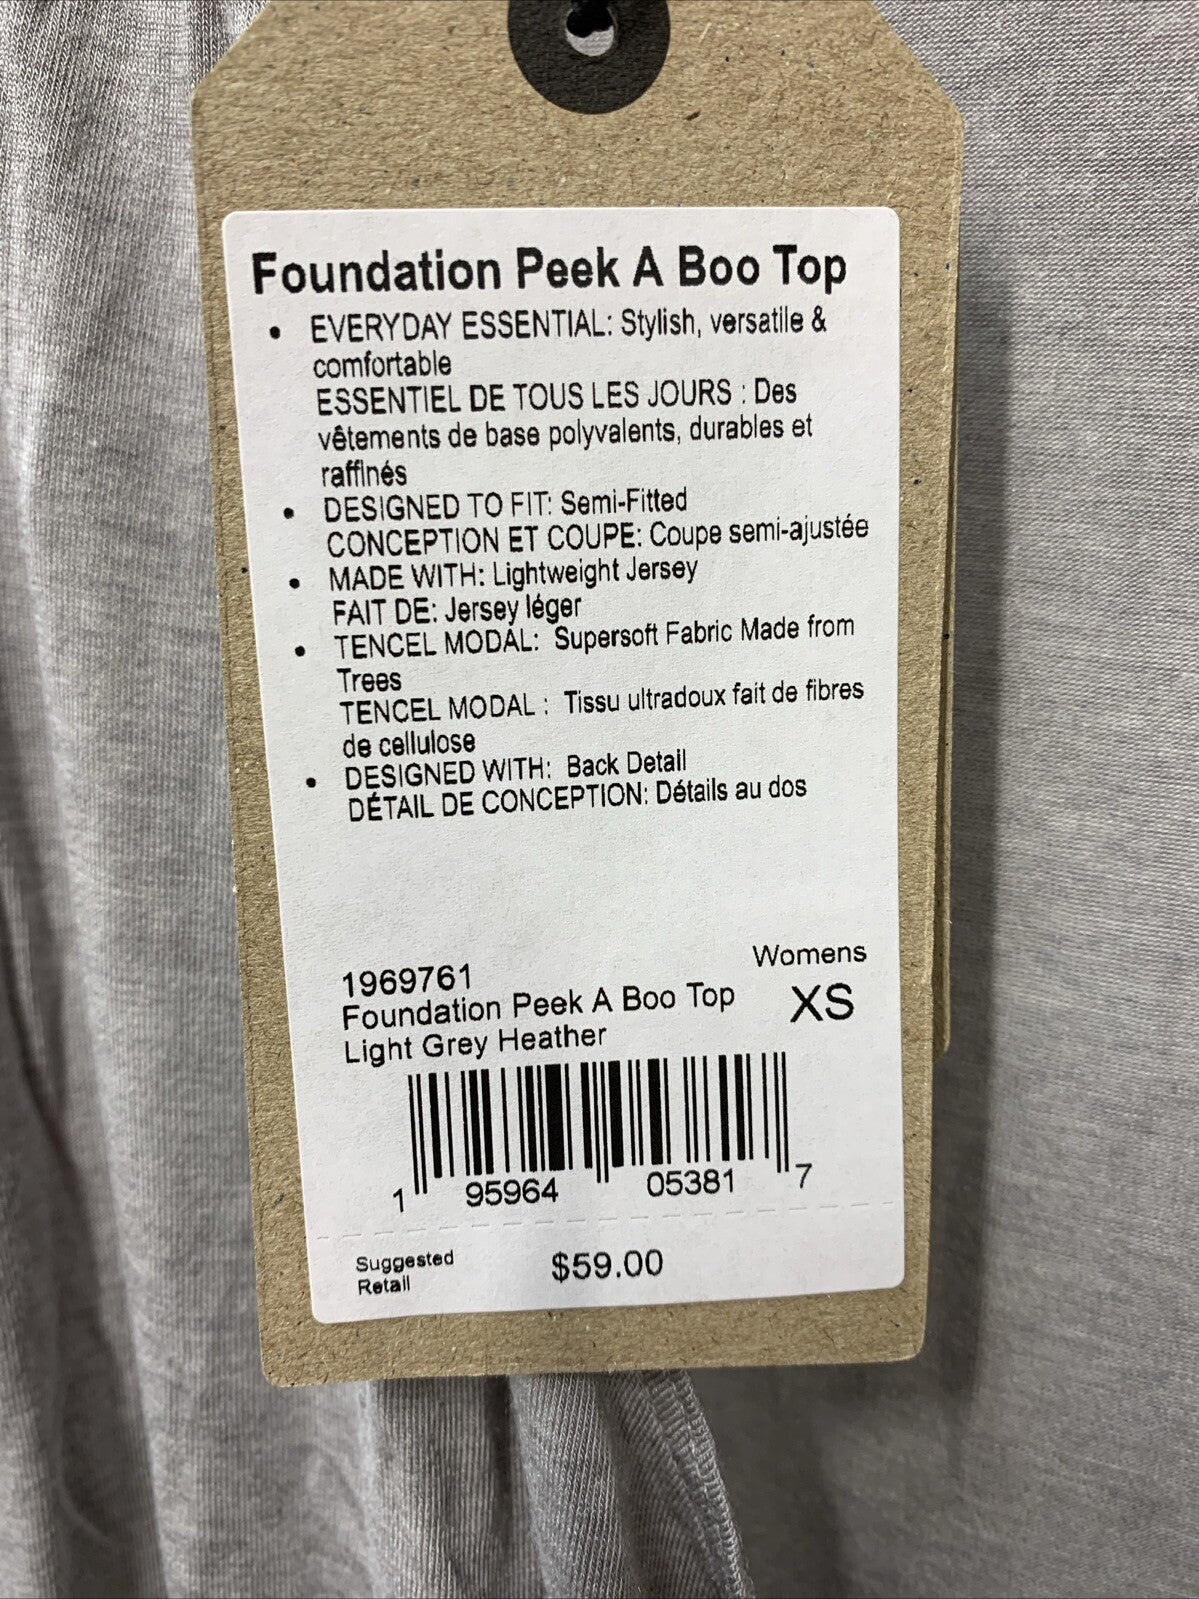 Foundation Peek A Boo Top
• EVERYDAY ESSENTIAL: Stylish, versatile &
comfortable
ESSENTIEL DE TOUS LES JOURS : Des
vêtements de base polyvalents, durables et
raffinés
• DESIGNED TO FIT: Semi-Fitted
CONCEPTION ET COUPE: Coupe semi-ajustée
• MADE WITH: Lightweight Jersey
FAIT DE: Jersey léger
• TENCEL MODAL: Supersoft Fabric Made from
Trees
TENCEL MODAL : Tissu ultradoux fait de fibres
de cellulose
• DESIGNED WITH: Back Detail
DÉTAIL DE CONCEPTION: Détails au dos
1969761
Womens
Foundation Peek A Boo Top
XS
Light Grey Heather
1 95964 05381 7
Suggested
Retail
$59.00